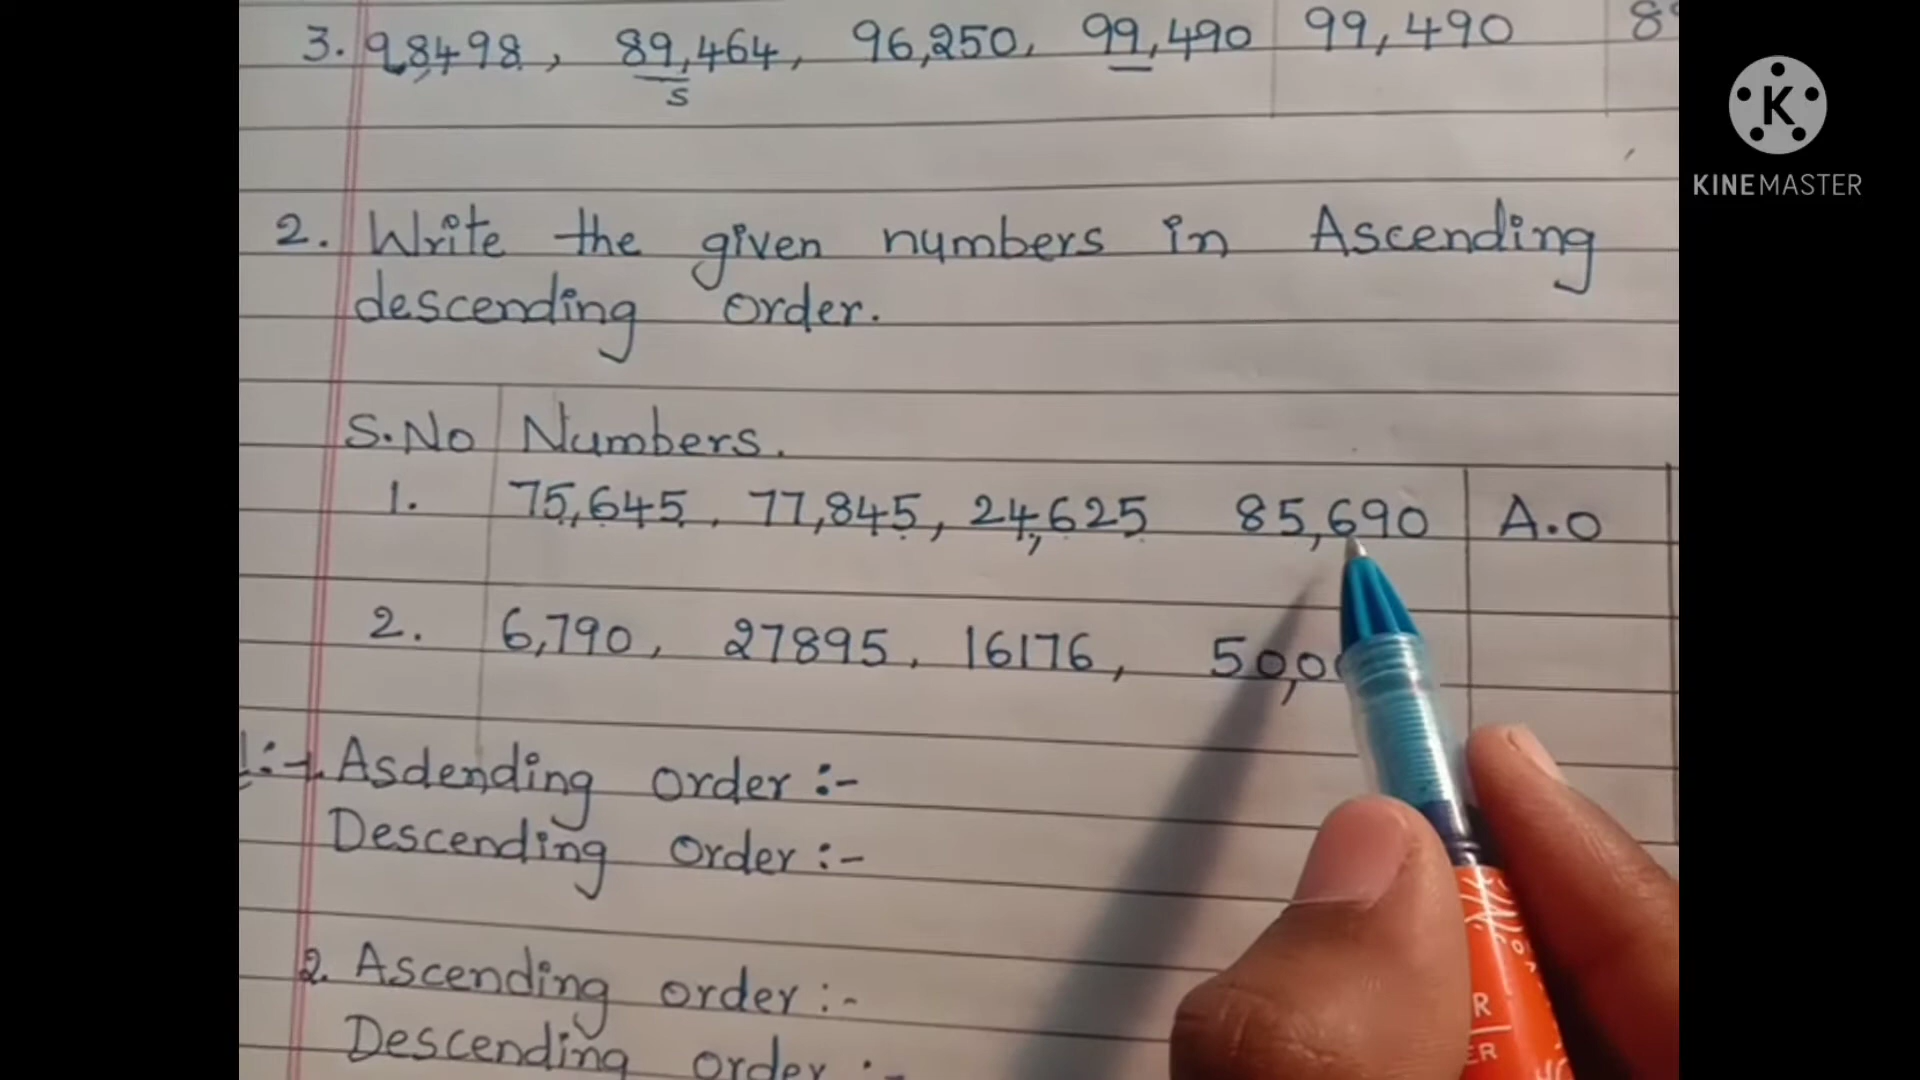 3. 98498, 89,464, 96,250, 99,490 99,490
S
2. Write the given numbers in Ascending
descending order.
S.No Numbers.
1. 75,645, 77,845, 24,625 85,690 A.O
2. 6,790, 27895, 16176,
Asdending order :-
Descending order :-
2. Ascending order :-
Descending order :-
K
KINEMASTER